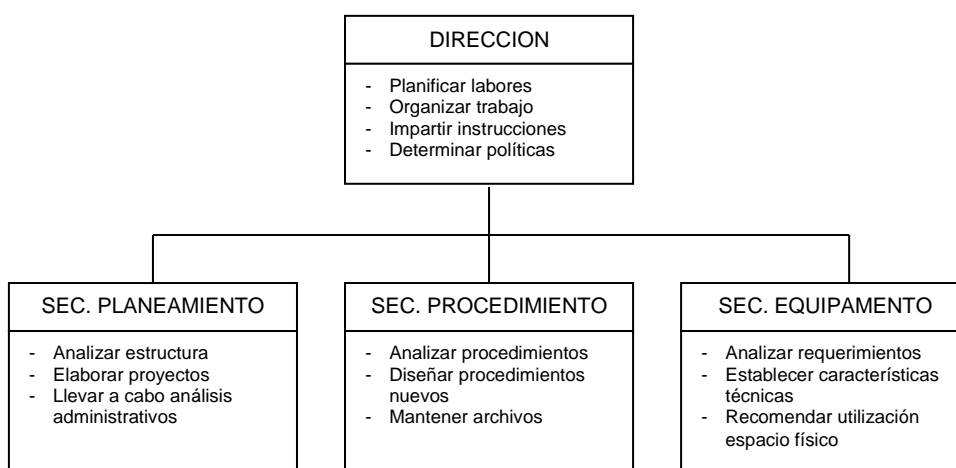 DIRECCION
- Planificar labores
- Organizar trabajo
- Impartir instrucciones
- Determinar políticas
SEC. PLANEAMIENTO
- Analizar estructura
- Elaborar proyectos
- Llevar a cabo análisis
administrativos
SEC. PROCEDIMIENTO
- Analizar procedimientos
- Diseñar procedimientos
nuevos
- Mantener archivos
SEC. EQUIPAMENTO
- Analizar requerimientos
- Establecer características
técnicas
- Recomendar utilización
espacio físico